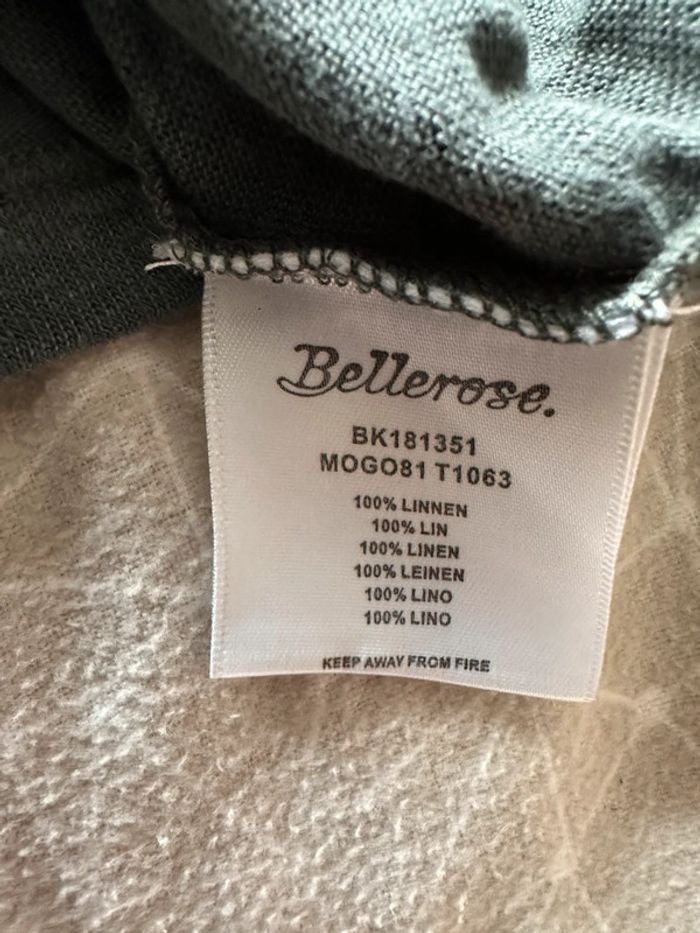 Bellerose.
BK181351
MOGO81 T1063
100% LINNEN
100% LIN
100% LINEN
100% LEINEN
100% LINO
100% LINO
KEEP AWAY FROM FIRE